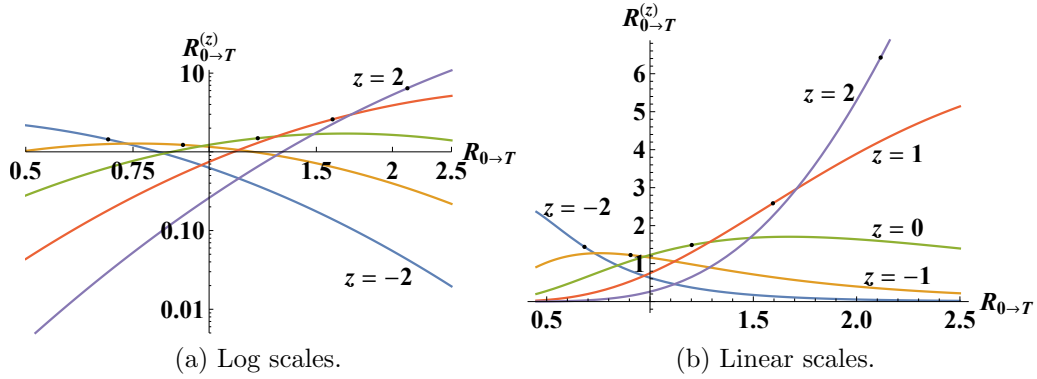 R_{0→T}^{(z)}
10
z = 2
0.5
0.75
1.5
2
2.5
R_{0→T}
0.10
z = −2
0.01
(a) Log scales.
R_{0→T}^{(z)}
6
5
4
3
2
1
z = 2
z = 1
z = −2
z = 0
z = −1
0.5
1.5
2.0
2.5
R_{0→T}
(b) Linear scales.